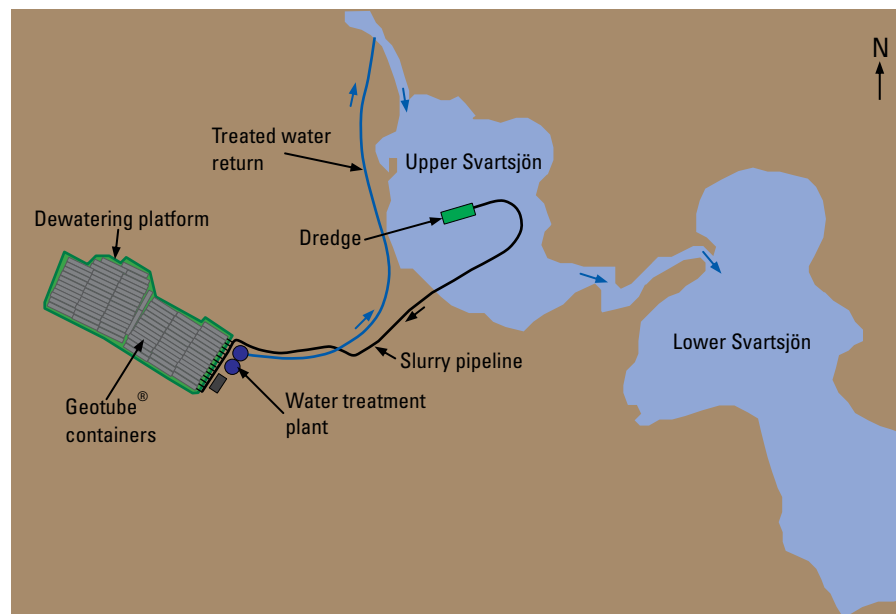 N
Treated water
return
Upper Svartsjön
Dewatering platform
Dredge
Lower Svartsjön
Slurry pipeline
Geotube®
containers
Water treatment
plant